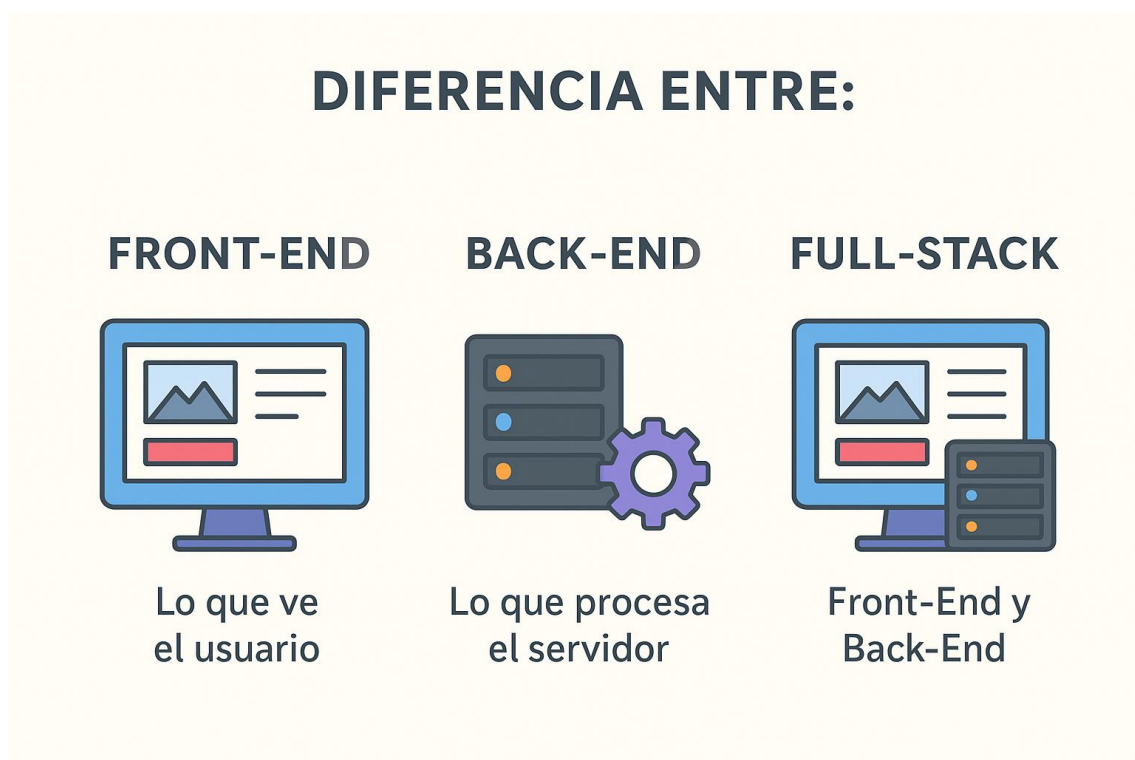 DIFERENCIA ENTRE:
FRONT-END
BACK-END
FULL-STACK
Lo que ve
el usuario
Lo que procesa
el servidor
Front-End y
Back-End